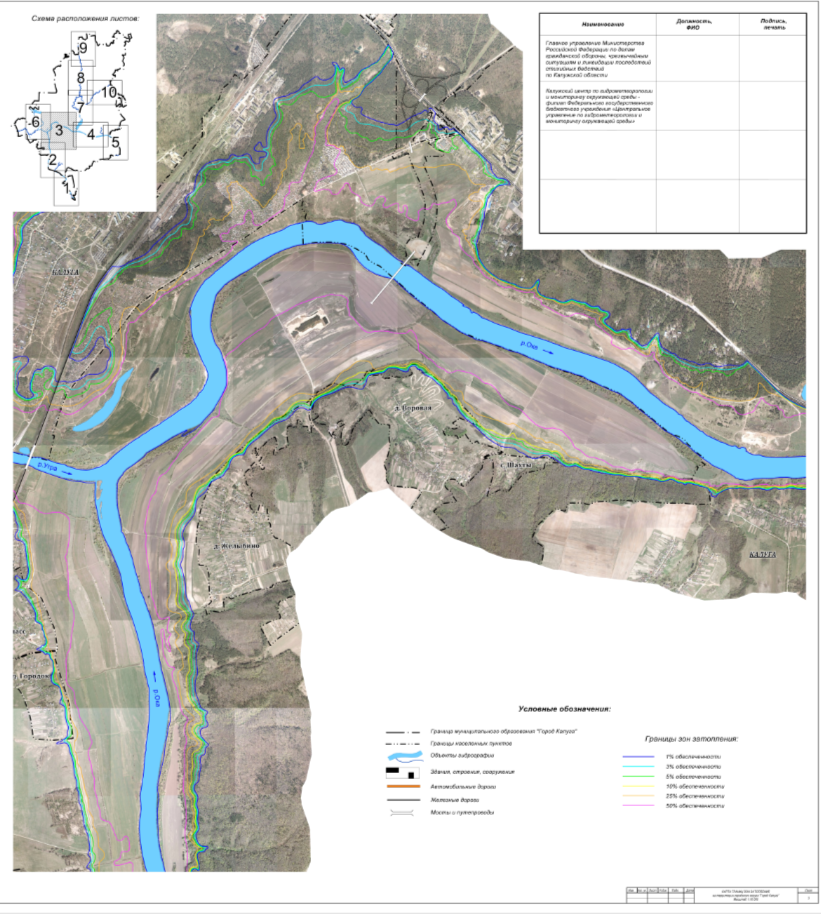 Схема расположения листов:
9
8
10
7
6
3
4
5
2
Наименование
Должность,
ФИО
Подпись,
печать
Главное управление Министерства
Российской Федерации по делам
гражданской обороны, чрезвычайным
ситуациям и ликвидации последствий
стихийных бедствий
по Калужской области
Калужский центр по гидрометеорологии
и мониторингу окружающей среды -
филиал Федерального государственного
бюджетного учреждения «Центральное
управление по гидрометеорологии и
мониторингу окружающей среды»
КАЛУГА
р.Ока
д. Воровая
с. Шахты
р.Угра
д. Желыбино
КАЛУГА
р.Ока
Условные обозначения:
Граница муниципального образования "Город Калуга"
Границы населенных пунктов
Объекты гидрографии
Здания, строения, сооружения
Автомобильные дороги
Железные дороги
Мосты и путепроводы
Границы зон затопления:
1% обеспеченности
3% обеспеченности
5% обеспеченности
10% обеспеченности
25% обеспеченности
50% обеспеченности